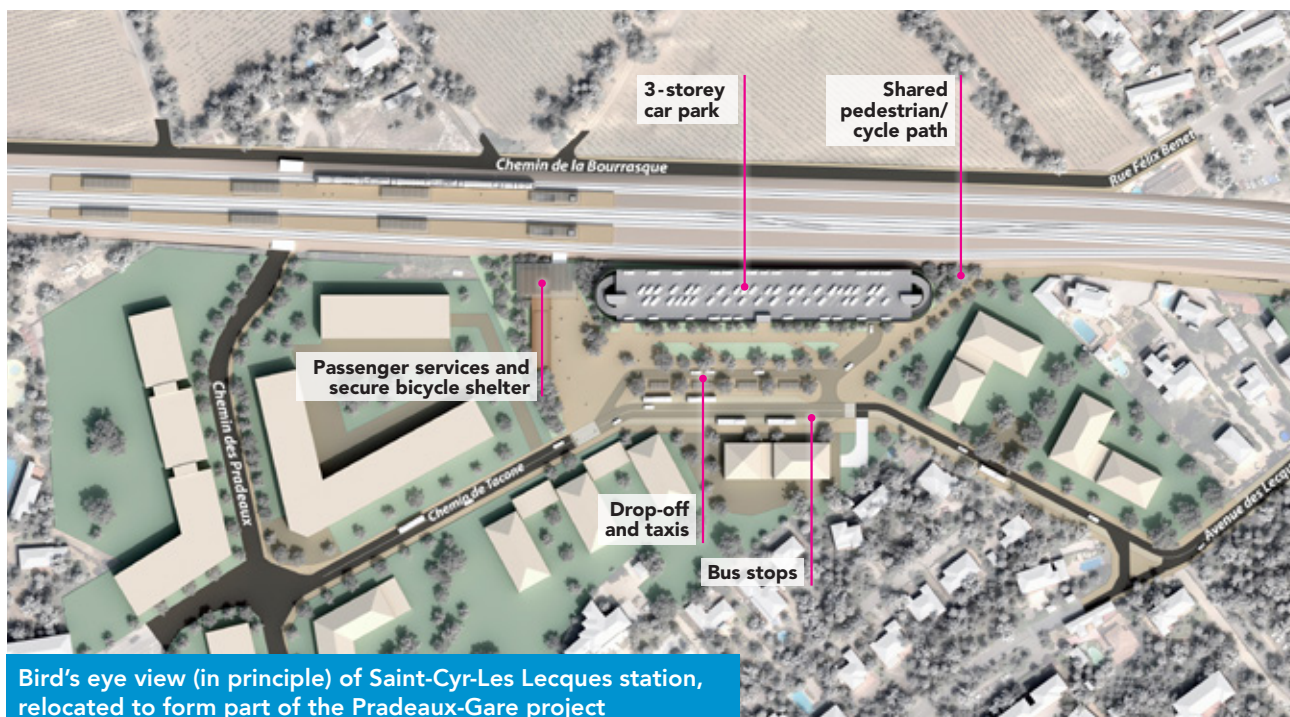 3-storey
car park
Shared
pedestrian/
cycle path
Chemin de la Bourrasque
Rue Félix Benet
Passenger services and
secure bicycle shelter
Chemin des Pradeaux
Chemin de Tacone
Drop-off
and taxis
Bus stops
Avenue des Lecq
Bird's eye view (in principle) of Saint-Cyr-Les Lecques station,
relocated to form part of the Pradeaux-Gare project